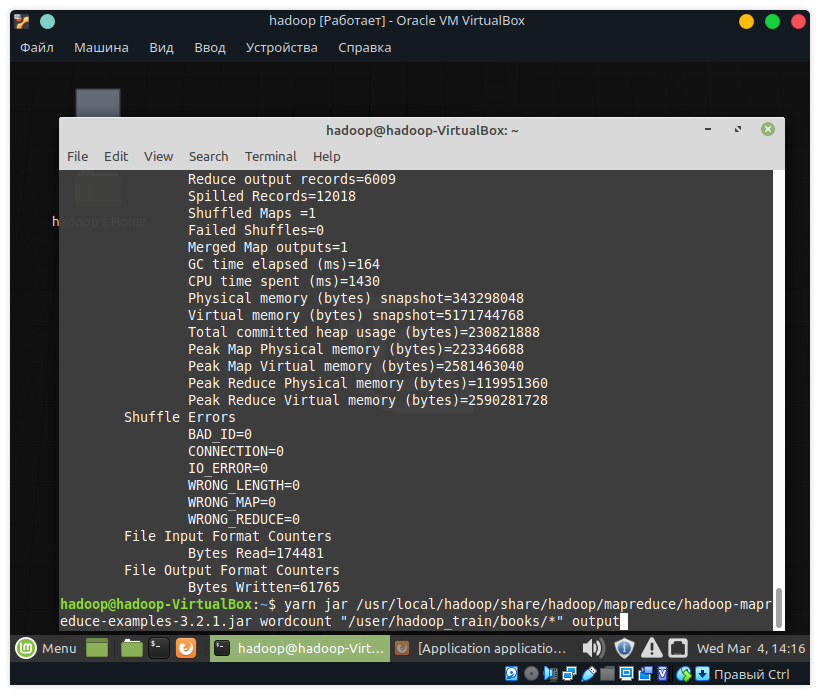 hadoop [Работает] - Oracle VM VirtualBox
Файл Машина Вид Ввод Устройства Справка
hadoop@hadoop-VirtualBox: ~
File Edit View Search Terminal Help
hadoop's Home
Reduce output records=6009
Spilled Records=12018
Shuffled Maps =1
Failed Shuffles=0
Merged Map outputs=1
GC time elapsed (ms)=164
CPU time spent (ms)=1430
Physical memory (bytes) snapshot=343298048
Virtual memory (bytes) snapshot=5171744768
Total committed heap usage (bytes)=230821888
Peak Map Physical memory (bytes)=223346688
Peak Map Virtual memory (bytes)=2581463040
Peak Reduce Physical memory (bytes)=119951360
Peak Reduce Virtual memory (bytes)=2590281728
Shuffle Errors
BAD_ID=0
CONNECTION=0
IO_ERROR=0
WRONG_LENGTH=0
WRONG_MAP=0
WRONG_REDUCE=0
File Input Format Counters
Bytes Read=174481
File Output Format Counters
Bytes Written=61765
hadoop@hadoop-VirtualBox:~$ yarn jar /usr/local/hadoop/share/hadoop/mapreduce/hadoop-mapr
educe-examples-3.2.1.jar wordcount "/user/hadoop_train/books/*" output
Menu hadoop@hadoop-Virt... [Application applicatio... Wed Mar 4, 14:16
Правый Ctrl